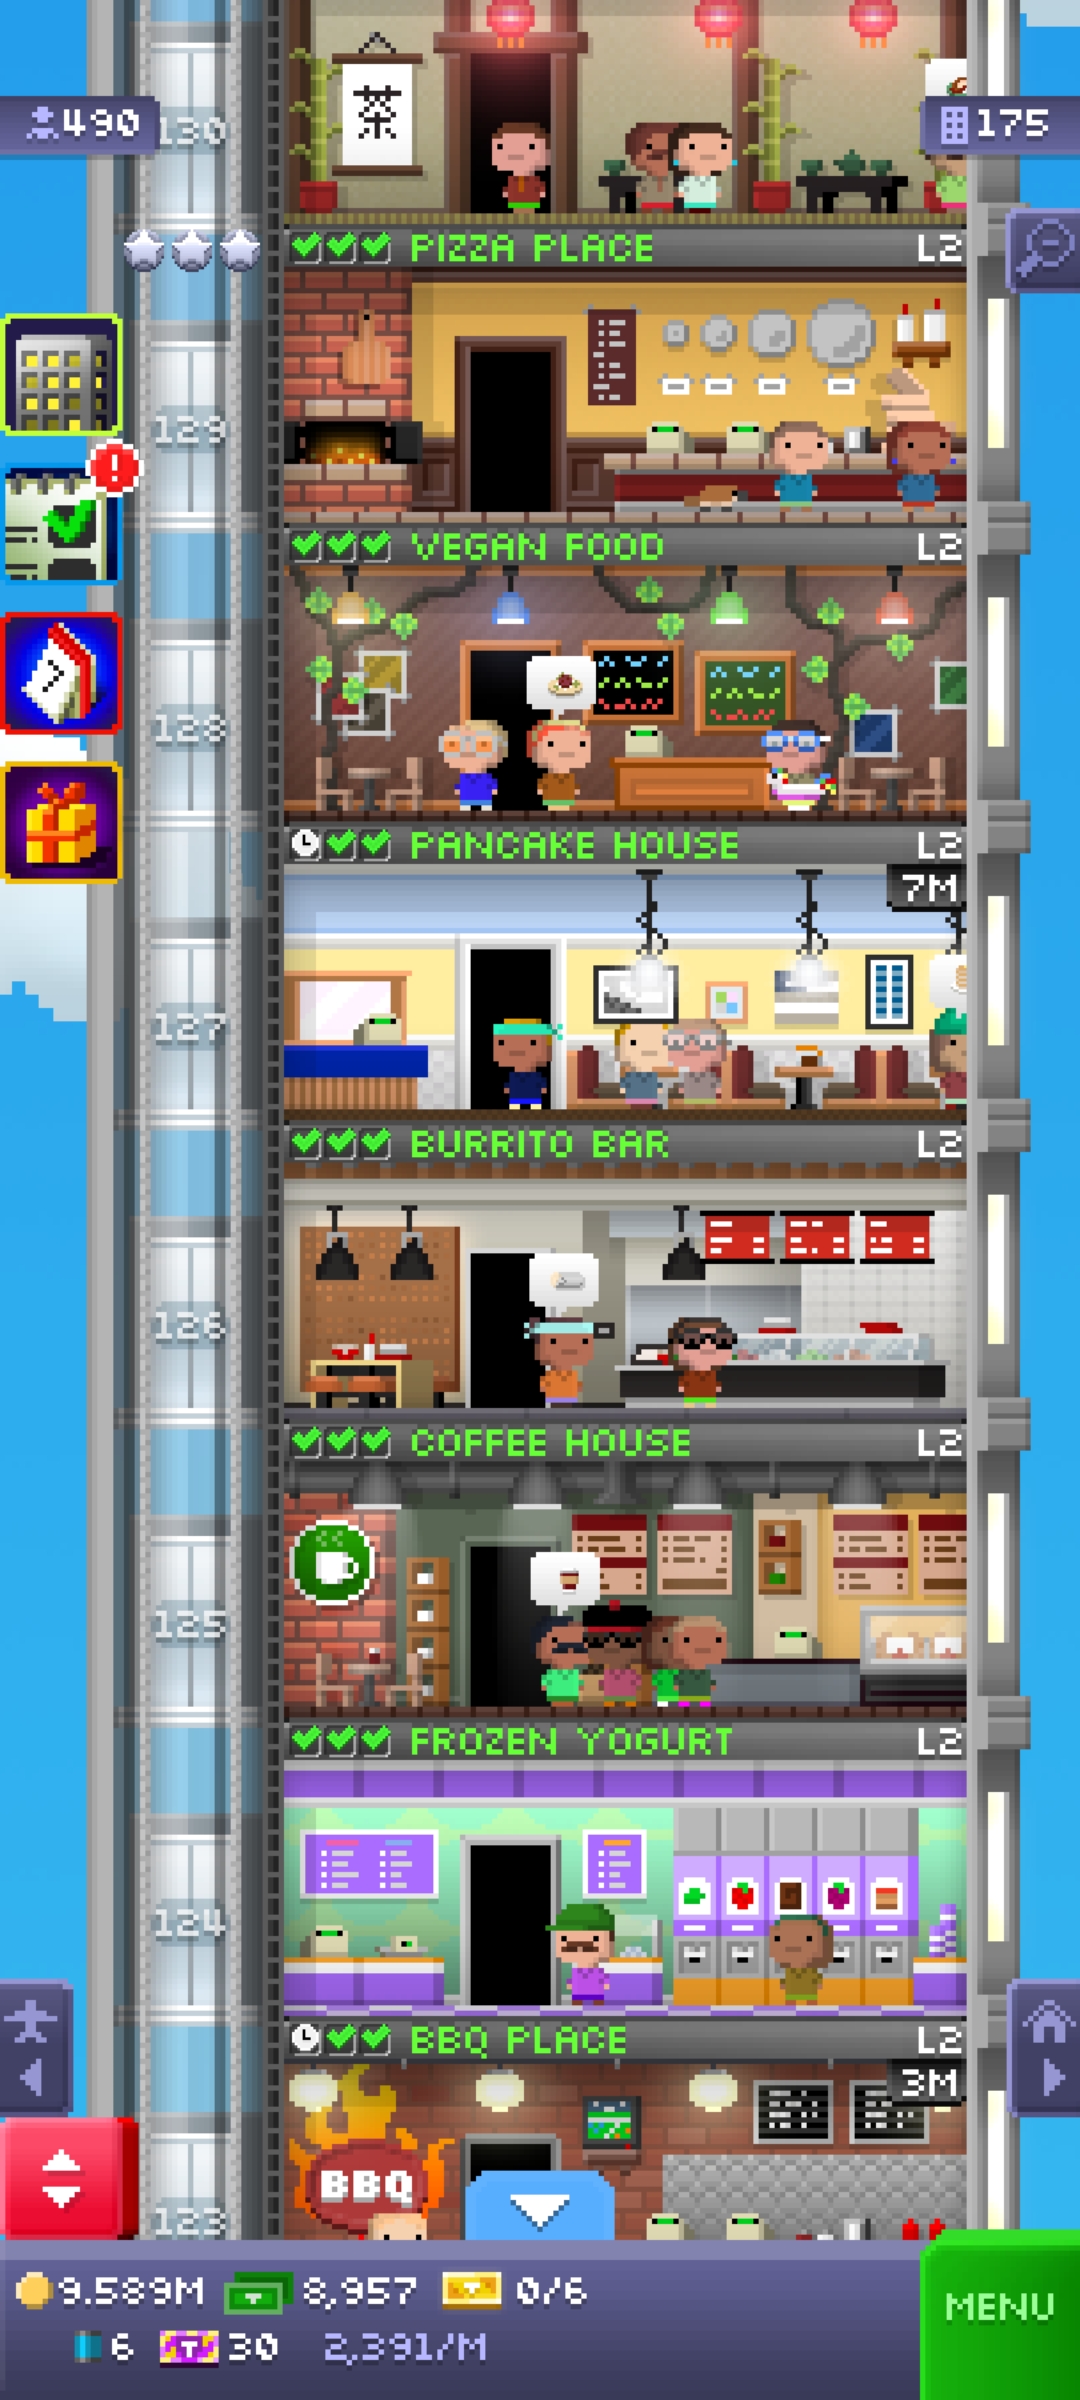 茶
490
130
175
PIZZA PLACE L2
129
VEGAN FOOD L2
128
PANCAKE HOUSE L2
7M
127
BURRITO BAR L2
126
COFFEE HOUSE L2
125
FROZEN YOGURT L2
124
BBQ PLACE L2
3M
BBQ
123
9.589M 8,957 0/6
6 T 30 2,391/M
MENU